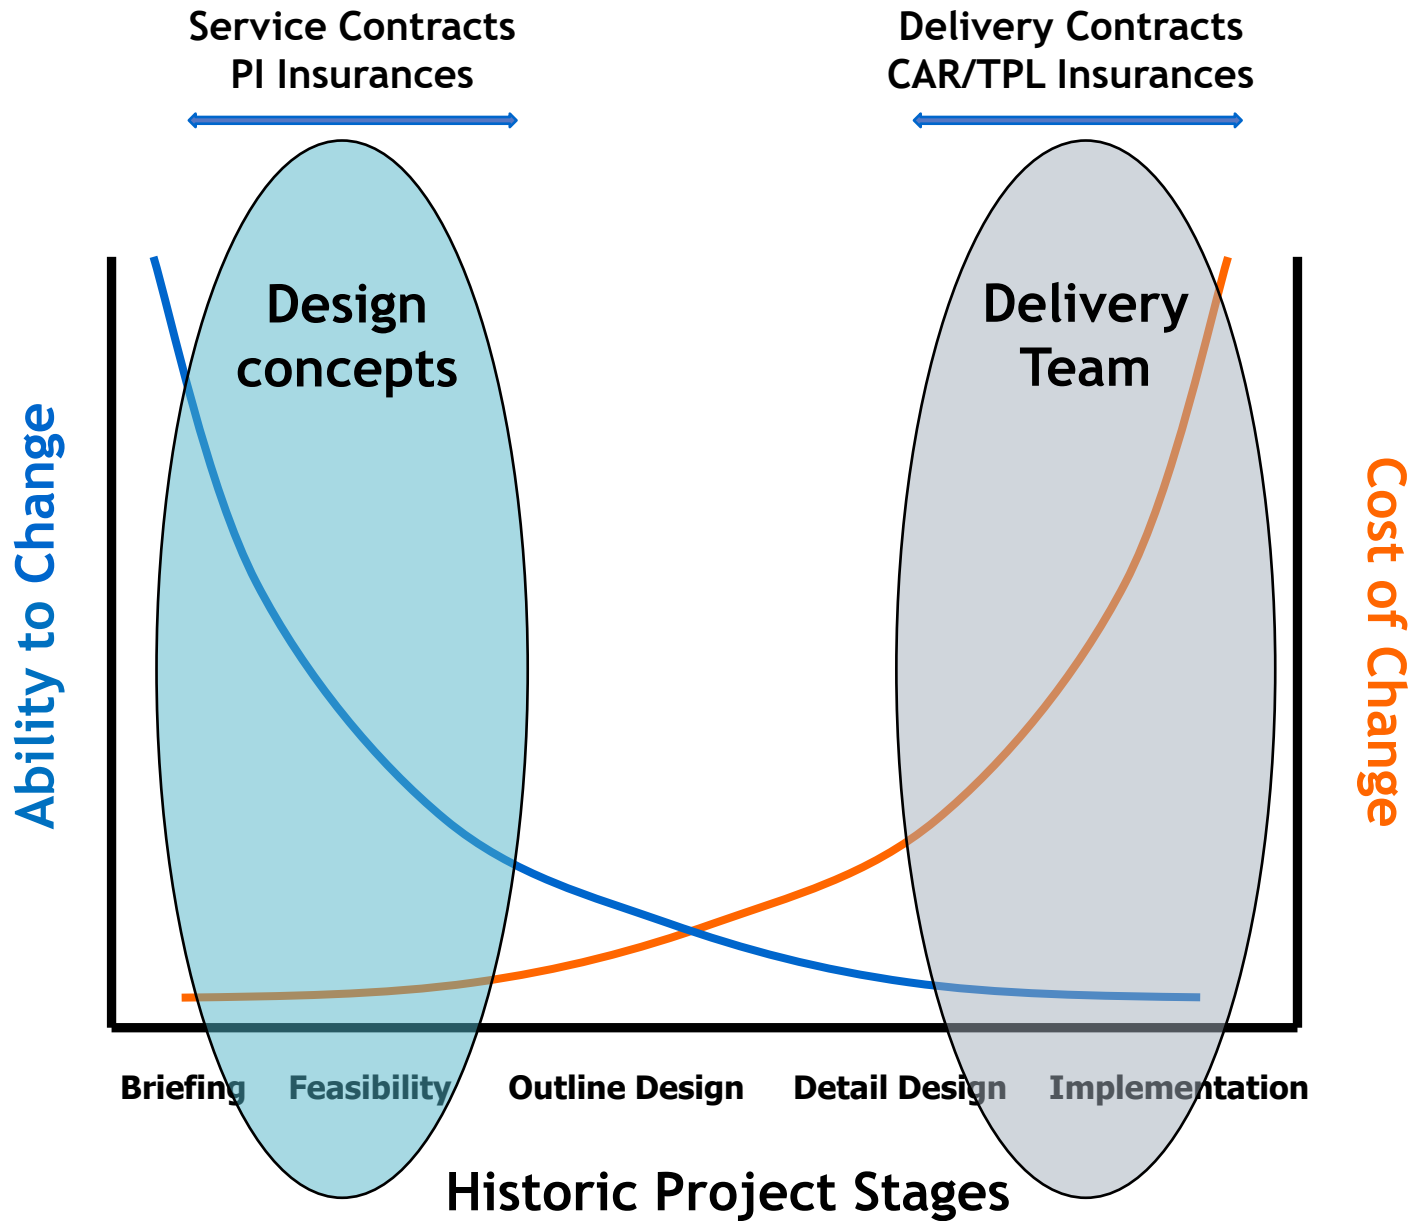 Service Contracts
PI Insurances
Delivery Contracts
CAR/TPL Insurances
Design
concepts
Delivery
Team
Ability to Change
Cost of Change
Briefing
Feasibility
Outline Design
Detail Design
Implementation
Historic Project Stages